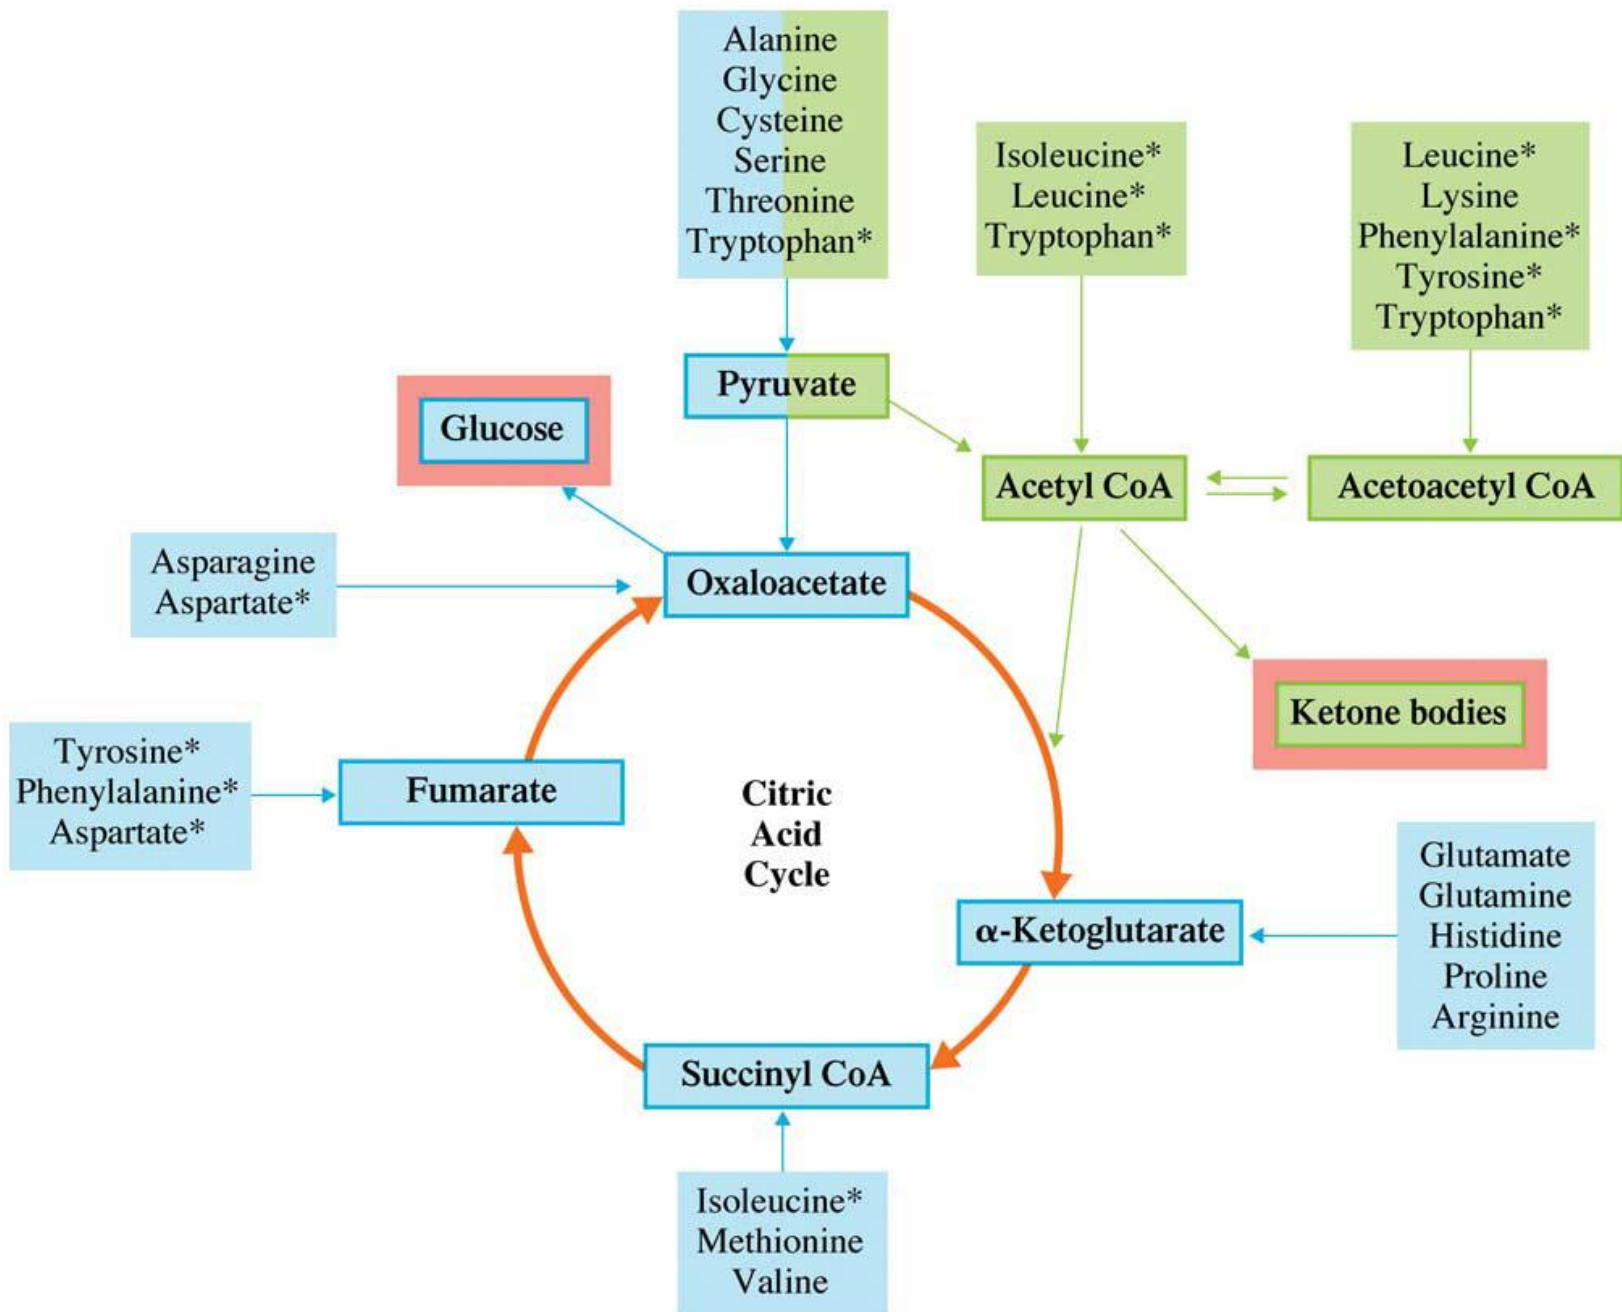 Alanine
Glycine
Cysteine
Serine
Threonine
Tryptophan*
Isoleucine*
Leucine*
Tryptophan*
Leucine*
Lysine
Phenylalanine*
Tyrosine*
Tryptophan*
Pyruvate
Glucose
Acetyl CoA
Acetoacetyl CoA
Asparagine
Aspartate*
Oxaloacetate
Ketone bodies
Tyrosine*
Phenylalanine*
Aspartate*
Fumarate
Citric
Acid
Cycle
Glutamate
Glutamine
Histidine
Proline
Arginine
α-Ketoglutarate
Succinyl CoA
Isoleucine*
Methionine
Valine